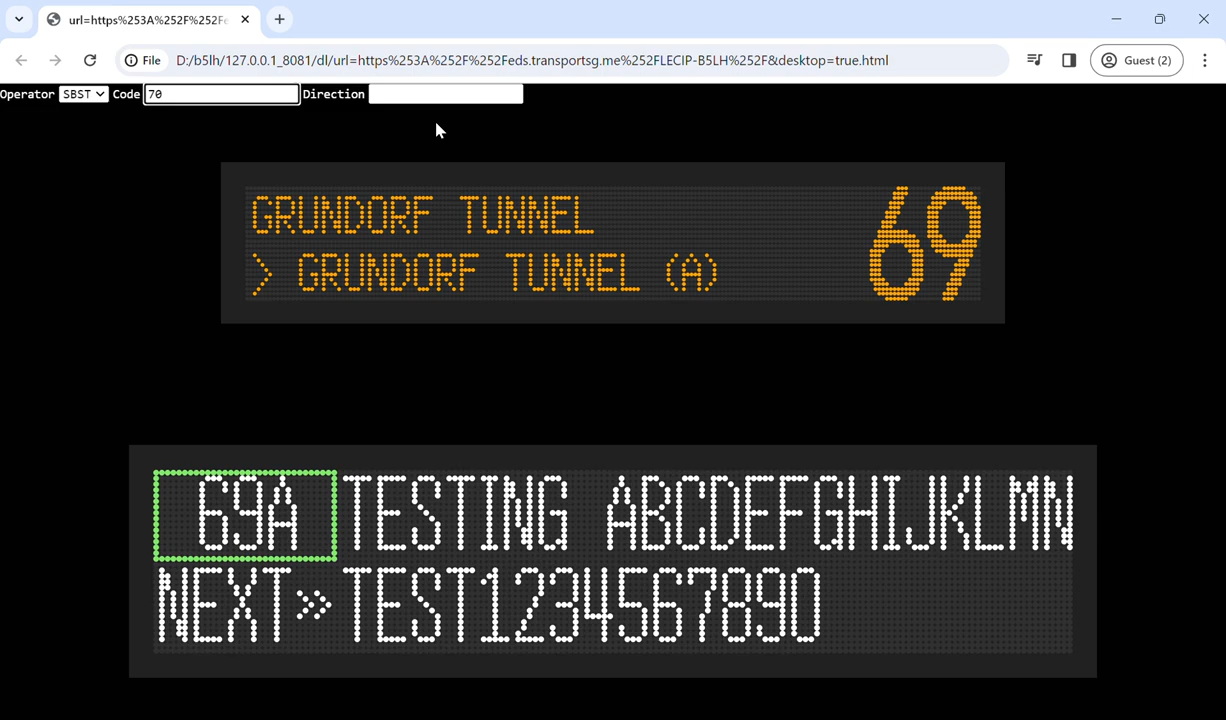 url=https%253A%252F%252Fe
File
D:/b5lh/127.0.0.1_8081/dl/url=https%253A%252F%252Feds.transportsg.me%252FLECIP-B5LH%252F&desktop=true.html
Guest (2)
Operator SBST Code 70 Direction
GRUNDORF TUNNEL
> GRUNDORF TUNNEL (A)
69
69A TESTING ABCDEFGHIJKLMN
NEXT>> TEST1234567890